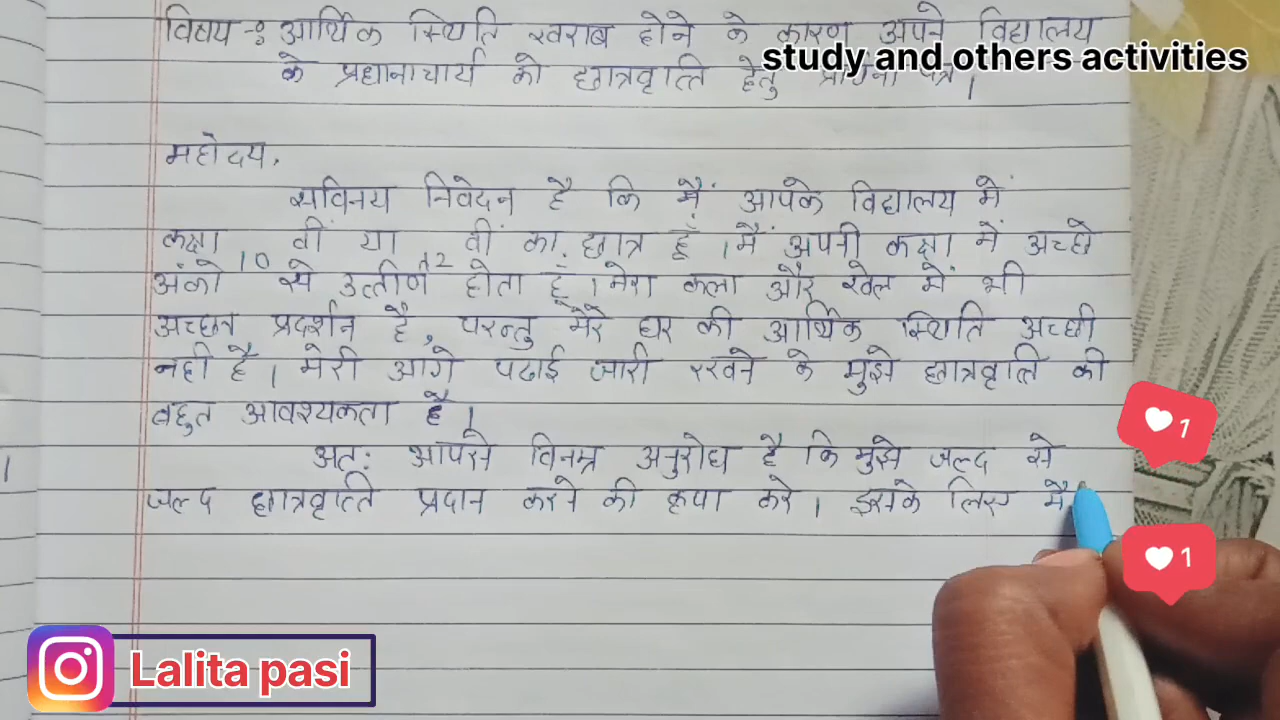 विषय -: आर्थिक स्थिति खराब होने के कारण अपने विद्यालय
study and others activities
के प्रधानाचार्य को छात्रवृत्ति हेतु प्रार्थना पत्र।
महोदय,
सविनय निवेदन है कि मैं आपके विद्यालय में
कक्षा 10 वीं या 12 वीं का छात्र हूँ। मैं अपनी कक्षा में अच्छे
अंको से उत्तीर्ण होता हूँ। मेरा कला और खेल में भी
अच्छा प्रदर्शन है, परन्तु मेरे घर की आर्थिक स्थिति अच्छी
नही है। मेरी आगे पढाई जारी रखने के मुझे छात्रवृत्ति की
बहुत आवश्यकता है।
अतः आपसे विनम्र अनुरोध है कि मुझे जल्द से
जल्द छात्रवृत्ति प्रदान करने की कृपा करे। इसके लिए मै
1
1
Lalita pasi